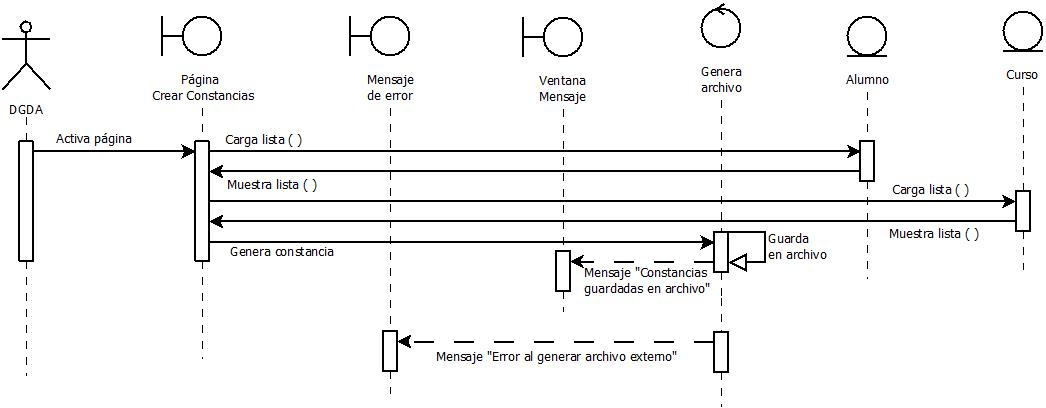 DGDA
Página
Crear Constancias
Mensaje
de error
Ventana
Mensaje
Genera
archivo
Alumno
Curso
Activa página
Carga lista ( )
Muestra lista ( )
Carga lista ( )
Muestra lista ( )
Genera constancia
Guarda
en archivo
Mensaje "Constancias
guardadas en archivo"
Mensaje "Error al generar archivo externo"